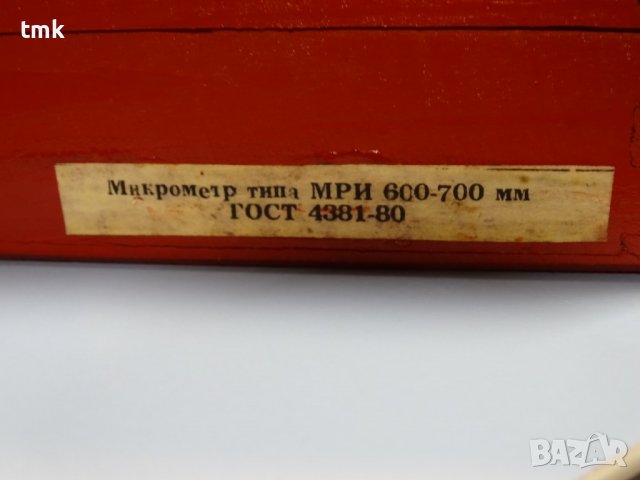 tmk
Микрометр типа МРИ 600-700 мм
ГОСТ 4381-80
BAZAR